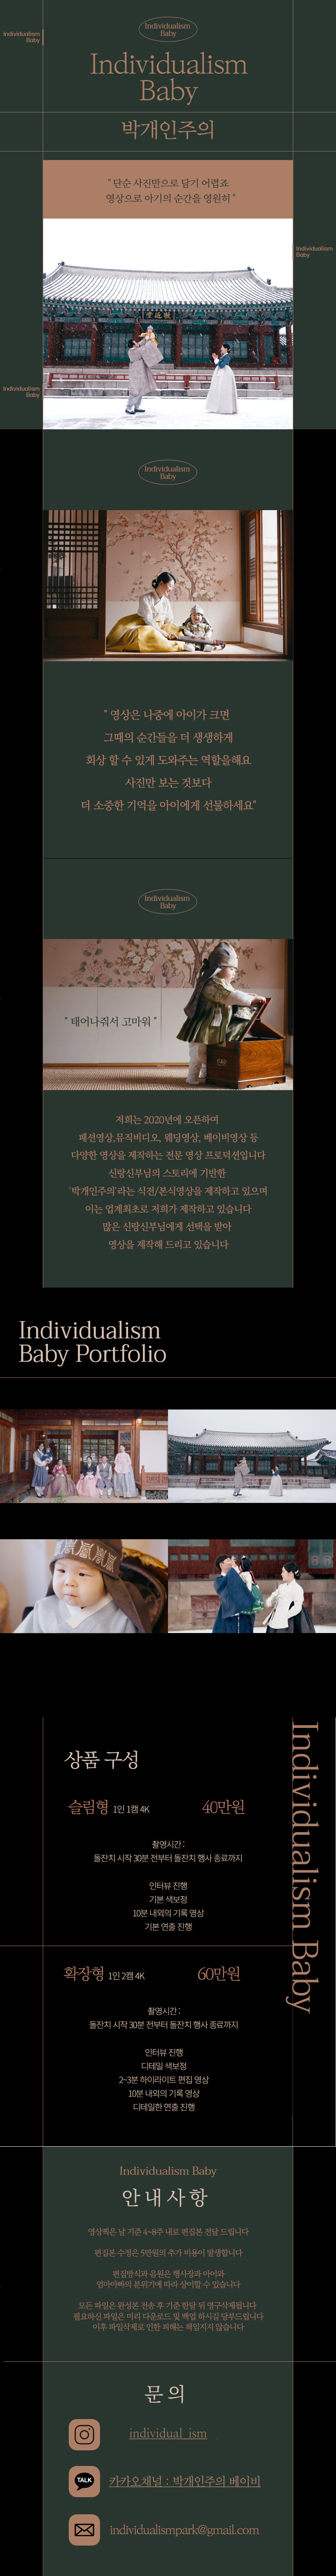 Individualism
Baby
Individualism
Baby
Individualism
Baby
박개인주의
" 단순 사진만으로 담기 어렵죠
영상으로 아기의 순간을 영원히 "
Individualism
Baby
Individualism
Baby
Individualism
Baby
" 영상은 나중에 아이가 크면
그때의 순간들을 더 생생하게
회상 할 수 있게 도와주는 역할을해요
사진만 보는 것보다
더 소중한 기억을 아이에게 선물하세요"
Individualism
Baby
" 태어나줘서 고마워 "
저희는 2020년에 오픈하여
패션영상,뮤직비디오, 웨딩영상, 베이비영상 등
다양한 영상을 제작하는 전문 영상 프로덕션입니다
신랑신부님의 스토리에 기반한
'박개인주의'라는 식전/본식영상을 제작하고 있으며
이는 업계최초로 저희가 제작하고 있습니다
많은 신랑신부님에게 선택을 받아
영상을 제작해 드리고 있습니다
Individualism
Baby Portfolio
상품 구성
Individualism Baby
슬림형 1인 1캠 4K 40만원
촬영시간 :
돌잔치 시작 30분 전부터 돌잔치 행사 종료까지
인터뷰 진행
기본 색보정
10분 내외의 기록 영상
기본 연출 진행
확장형 1인 2캠 4K 60만원
촬영시간 :
돌잔치 시작 30분 전부터 돌잔치 행사 종료까지
인터뷰 진행
디테일 색보정
2~3분 하이라이트 편집 영상
10분 내외의 기록 영상
디테일한 연출 진행
Individualism Baby
안내사항
영상찍은 날 기준 4~8주 내로 편집본 전달 드립니다
편집본 수정은 5만원의 추가 비용이 발생합니다
편집방식과 음원은 행사장과 아이와
엄마아빠의 분위기에 따라 상이할 수 있습니다
모든 파일은 완성본 전송 후 기준 한달 뒤 영구삭제됩니다
필요하신 파일은 미리 다운로드 및 백업 하시길 당부드립니다
이후 파일삭제로 인한 피해는 책임지지 않습니다
문의
individual_ism
TALK
카카오채널 : 박개인주의 베이비
individualismpark@gmail.com